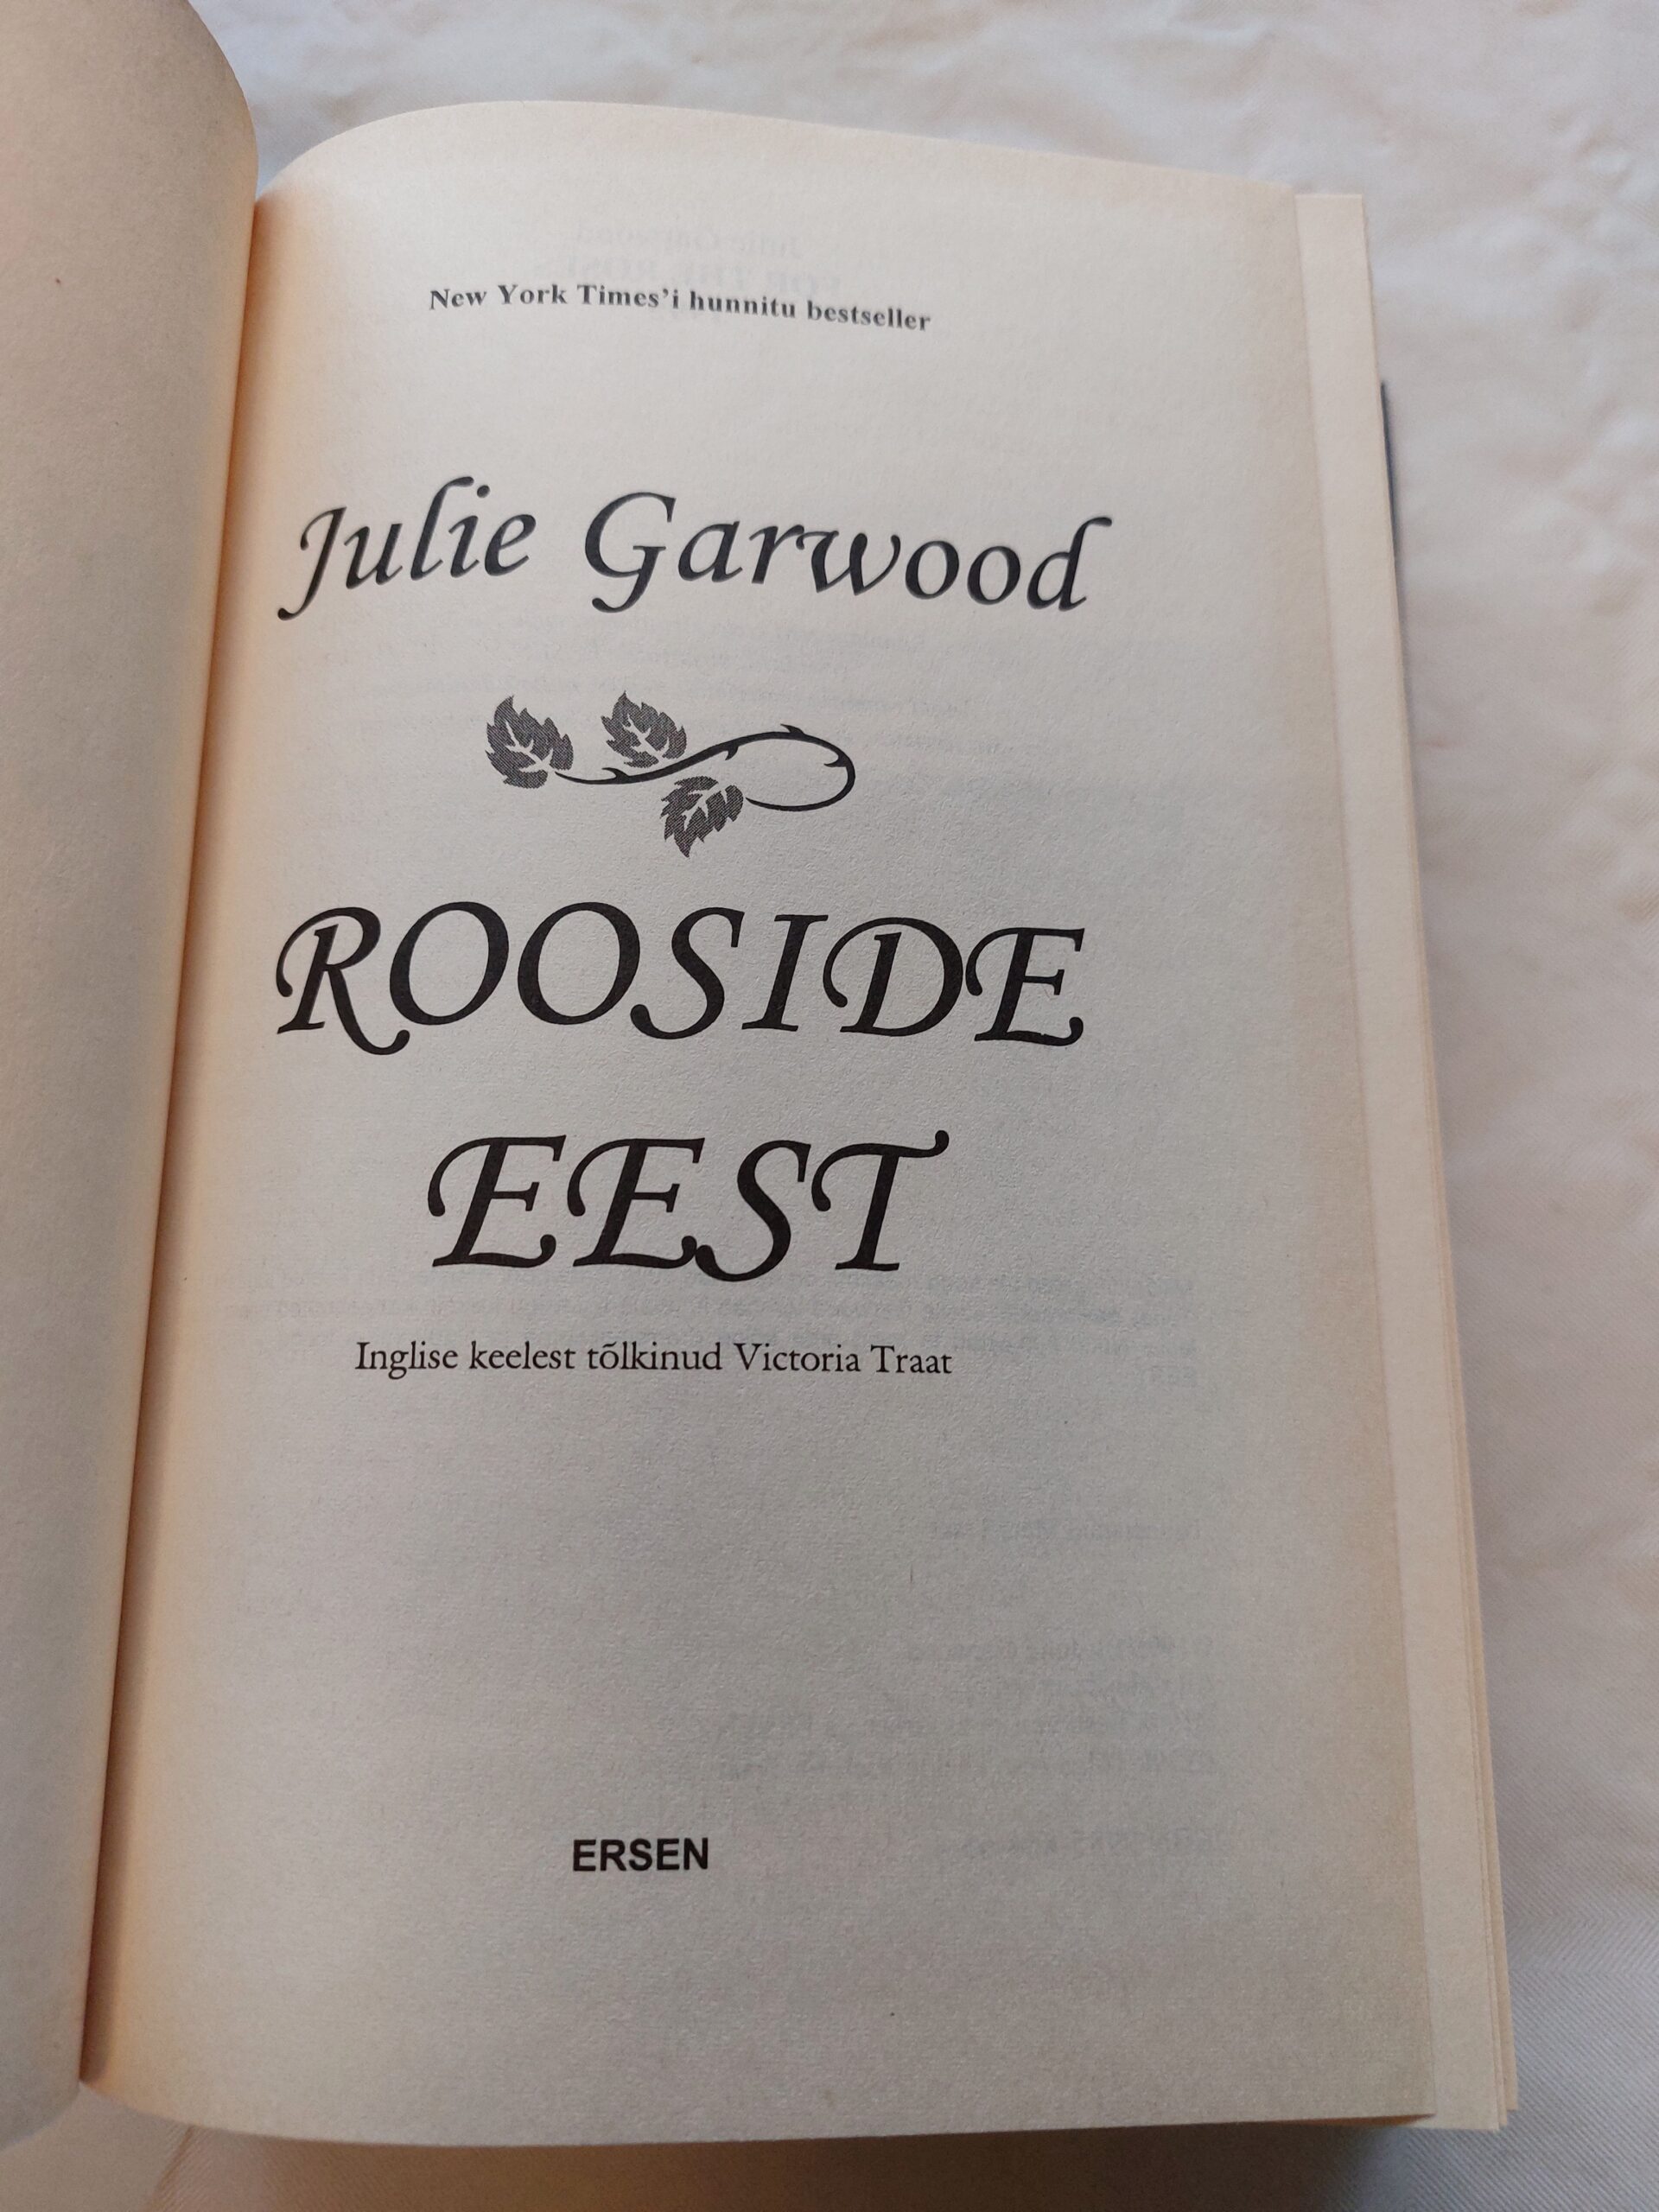 New York Times'i hunnitu bestseller
Julie Garwood
ROOSIDE
EEST
Inglise keelest tõlkinud Victoria Traat
ERSEN